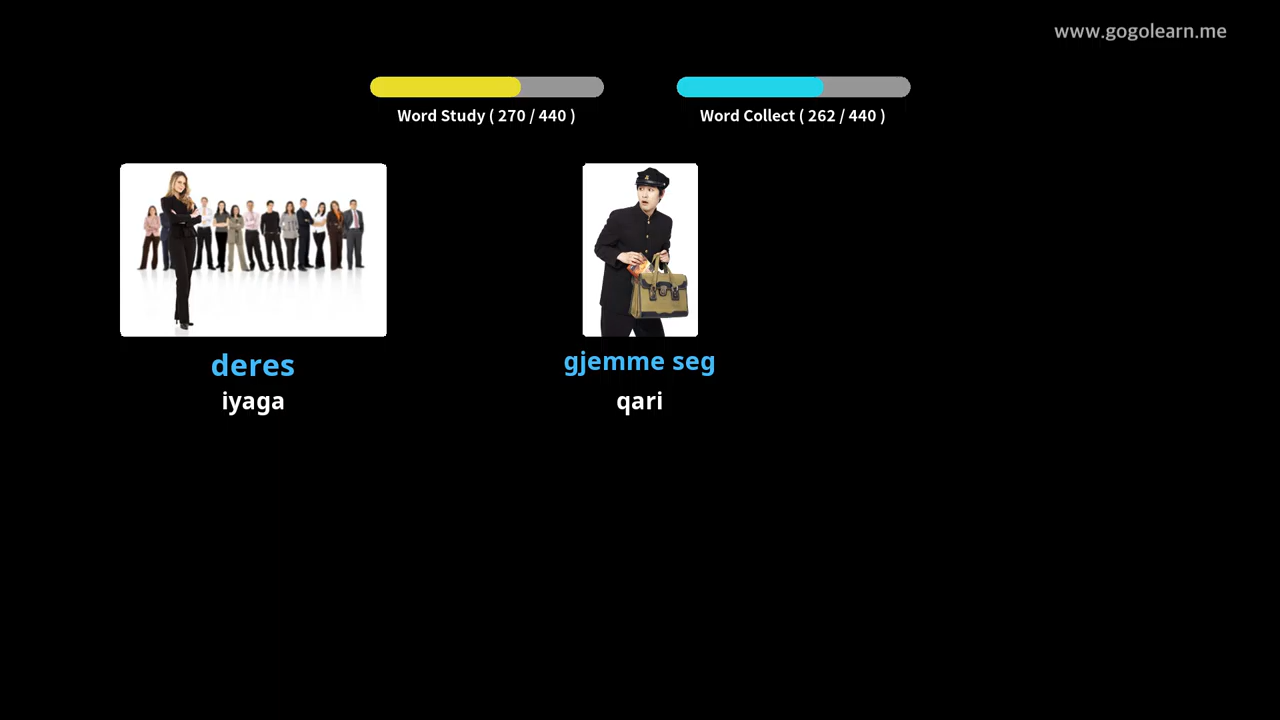 www.gogolearn.me
Word Study ( 270 / 440 )
Word Collect ( 262 / 440 )
deres
iyaga
gjemme seg
qari